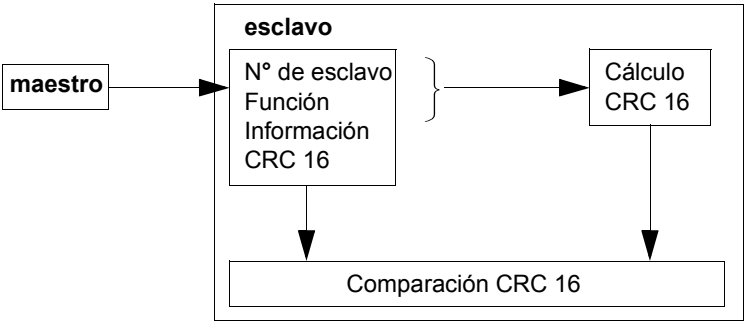 esclavo
maestro
N° de esclavo
Función
Información
CRC 16
Cálculo
CRC 16
Comparación CRC 16